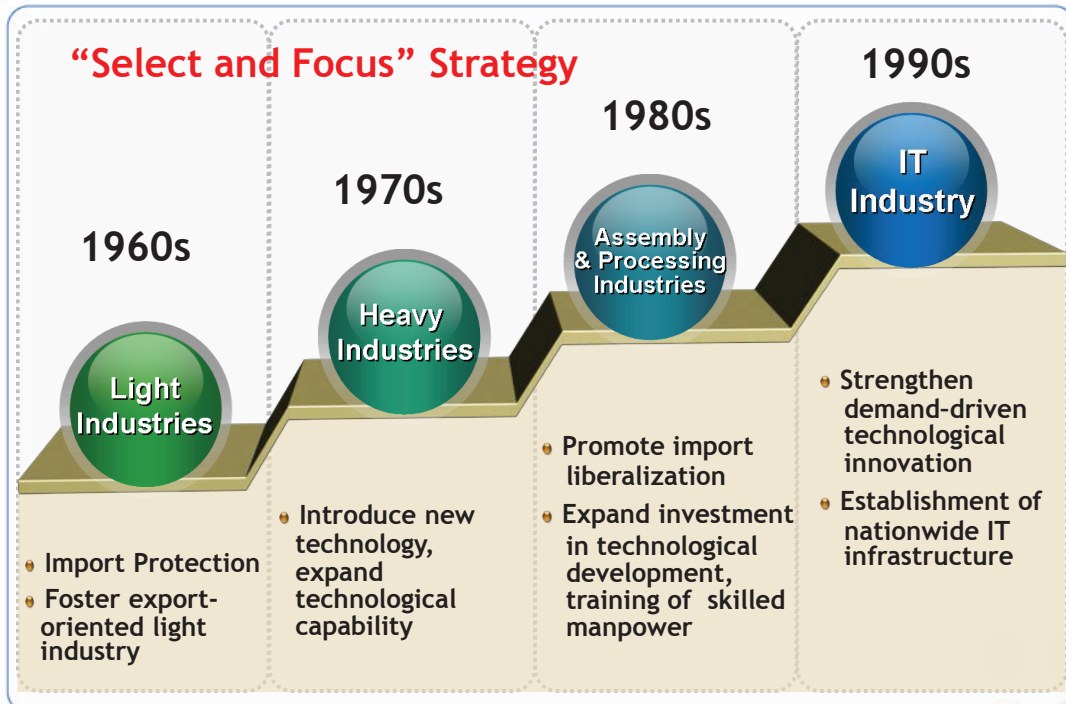 “Select and Focus” Strategy
1960s
Light
Industries
Import Protection
Foster export-
oriented light
industry
1970s
Heavy
Industries
Introduce new
technology,
expand
technological
capability
1980s
Assembly
& Processing
Industries
Promote import
liberalization
Expand investment
in technological
development,
training of skilled
manpower
1990s
IT
Industry
Strengthen
demand-driven
technological
innovation
Establishment of
nationwide IT
infrastructure